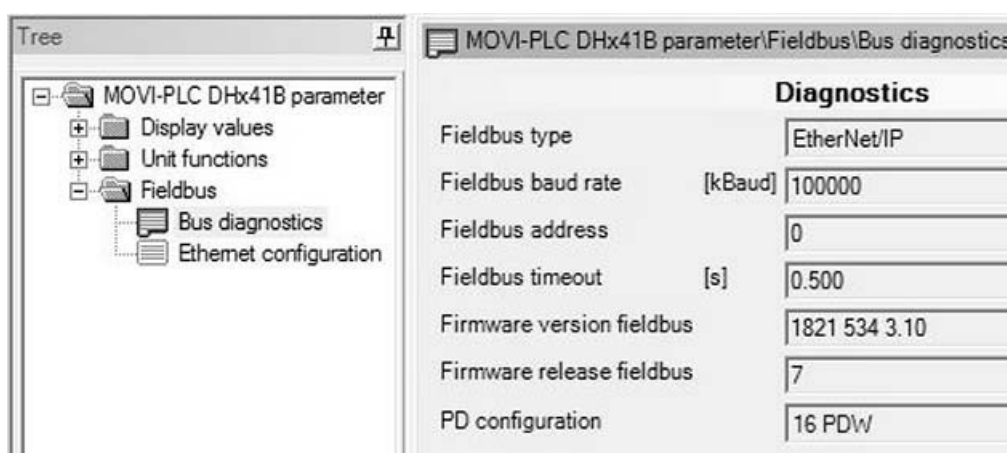 Tree
MOVI-PLC DHx41B parameter
Display values
Unit functions
Fieldbus
Bus diagnostics
Ethernet configuration
MOVI-PLC DHx41B parameter\Fieldbus\Bus diagnostics
Diagnostics
Fieldbus type EtherNet/IP
Fieldbus baud rate [kBaud] 100000
Fieldbus address 0
Fieldbus timeout [s] 0.500
Firmware version fieldbus 1821 534 3.10
Firmware release fieldbus 7
PD configuration 16 PDW